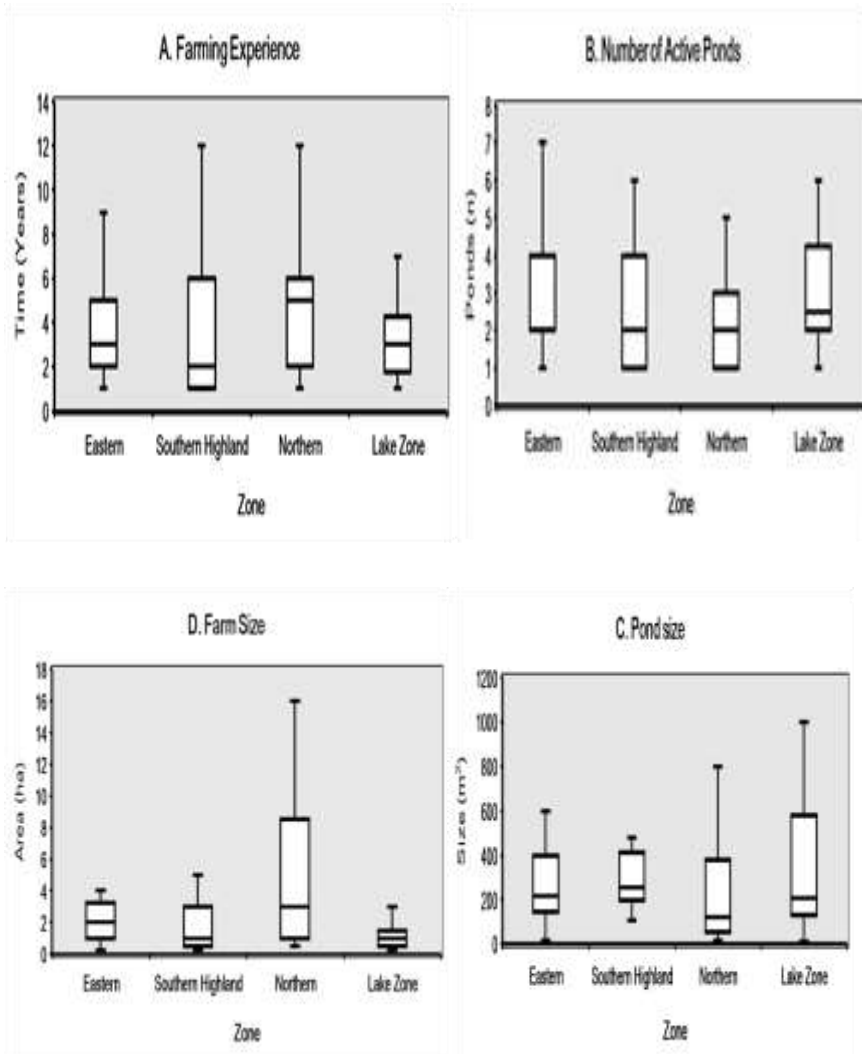 A. Farming Experience
Time (Years)
14
12
10
8
6
4
2
0
Eastern Southern Highland Northern Lake Zone
Zone
B. Number of Active Ponds
Ponds (n)
8
7
6
5
4
3
2
1
0
Eastern Southern Highland Northern Lake Zone
Zone
D. Farm Size
Area (ha)
18
16
14
12
10
8
6
4
2
0
Eastern Southern Highland Northern Lake Zone
Zone
C. Pond size
Size (m²)
1200
1000
800
600
400
200
0
Eastern Southern Highland Northern Lake Zone
Zone